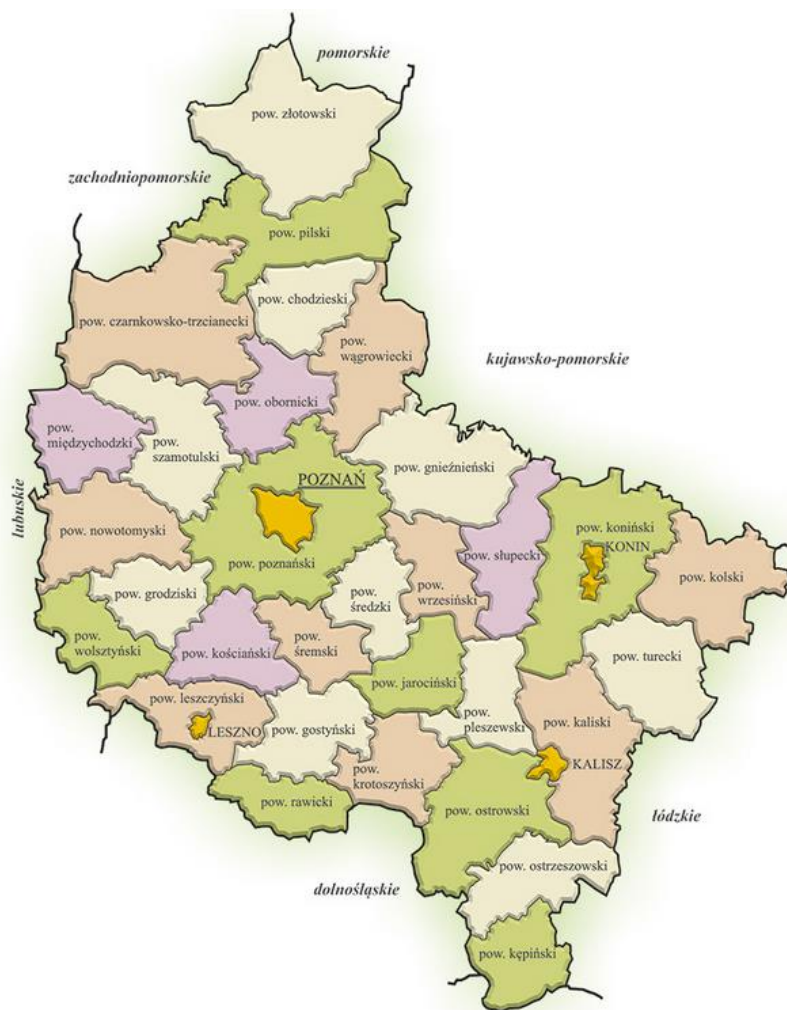 pomorskie
pow. złotowski
zachodniopomorskie
pow. pilski
pow. chodzieski
pow. czarnkowsko-trzcianecki
pow.
wągrowiecki
kujawsko-pomorskie
pow. obornicki
pow.
międzychodzki
pow.
szamotulski
pow. gnieźnieński
POZNAŃ
lubuskie
pow. nowotomyski
pow. koniński
KONIN
pow. słupecki
pow. poznański
pow. kolski
pow. grodziski
pow.
średzki
pow.
wrzesiński
pow.
wolsztyński
pow. kościański
pow.
śremski
pow. turecki
pow. jarociński
pow. leszczyński
LESZNO
pow. gostyński
pow.
pleszewski
pow. kaliski
KALISZ
pow.
krotoszyński
pow. rawicki
pow. ostrowski
łódzkie
pow. ostrzeszowski
dolnośląskie
pow. kępiński